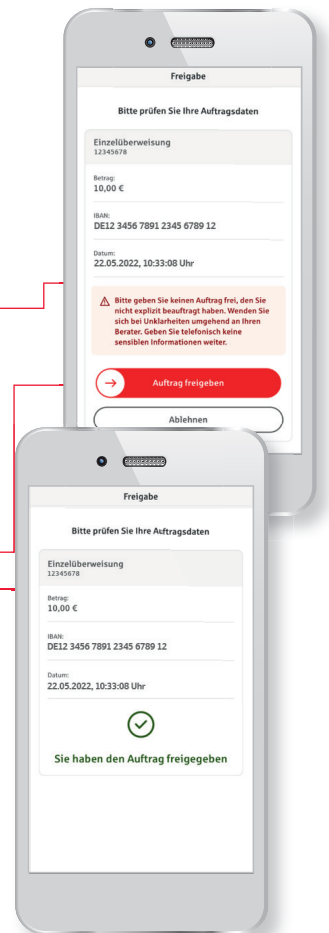 Freigabe
Bitte prüfen Sie Ihre Auftragsdaten
Einzelüberweisung
12345678
Betrag:
10,00 €
IBAN:
DE12 3456 7891 2345 6789 12
Datum:
22.05.2022, 10:33:08 Uhr
Bitte geben Sie keinen Auftrag frei, den Sie
nicht explizit beauftragt haben. Wenden Sie
sich bei Unklarheiten umgehend an Ihren
Berater. Geben Sie telefonisch keine
sensiblen Informationen weiter.
Auftrag freigeben
Ablehnen
Freigabe
Bitte prüfen Sie Ihre Auftragsdaten
Einzelüberweisung
12345678
Betrag:
10,00 €
IBAN:
DE12 3456 7891 2345 6789 12
Datum:
22.05.2022, 10:33:08 Uhr
Sie haben den Auftrag freigegeben